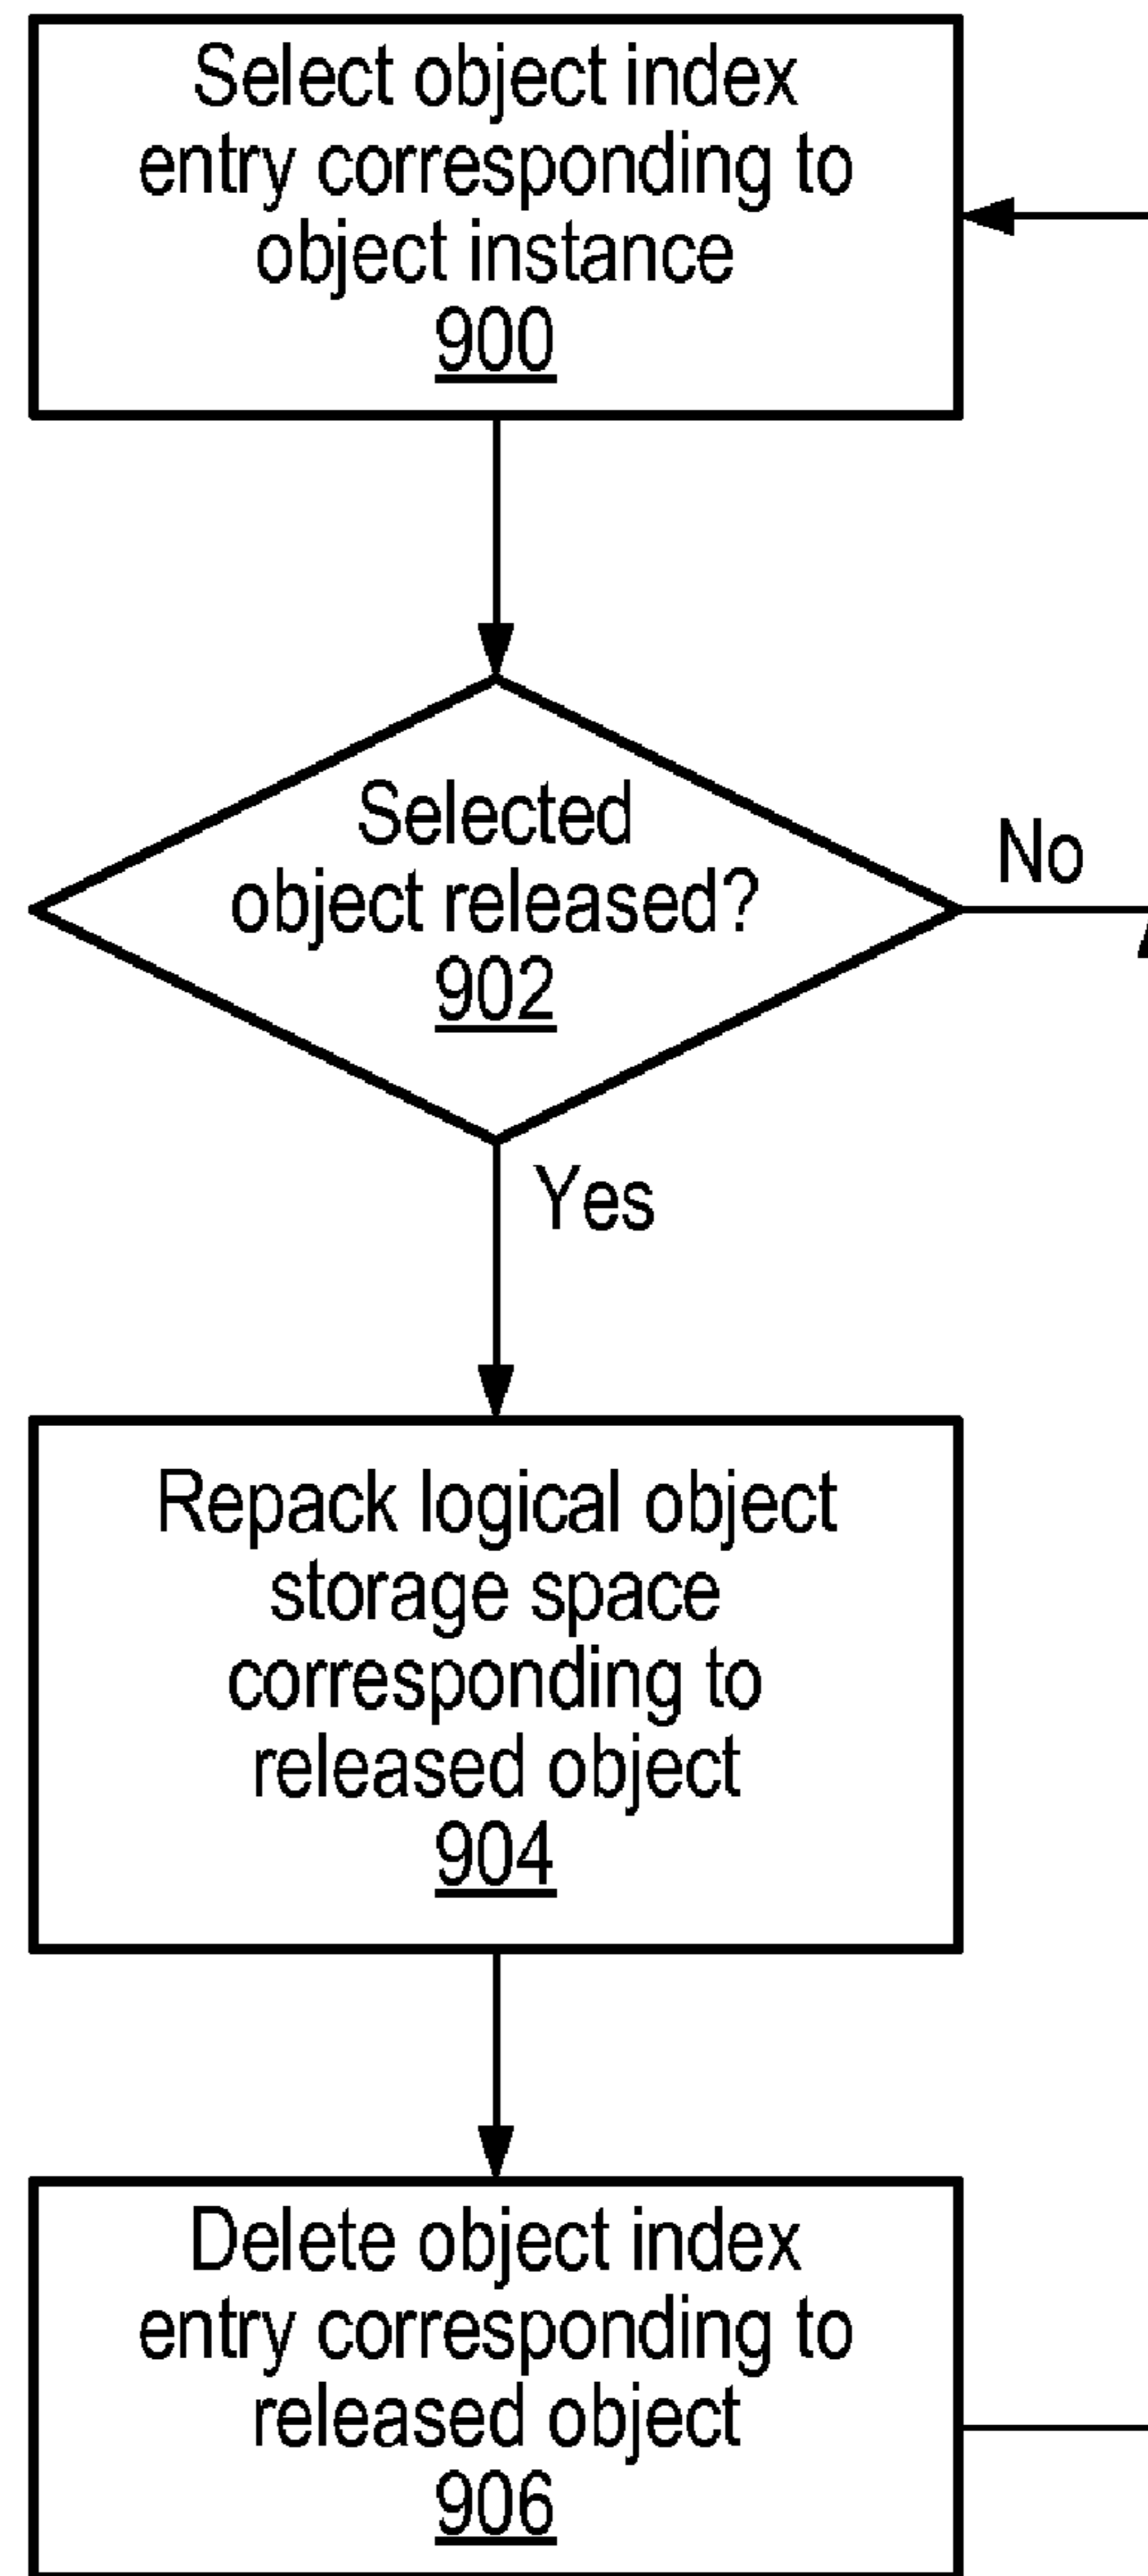 Select object index
entry corresponding to
object instance
900
Selected
object released?
902
No
Yes
Repack logical object
storage space
corresponding to
released object
904
Delete object index
entry corresponding to
released object
906